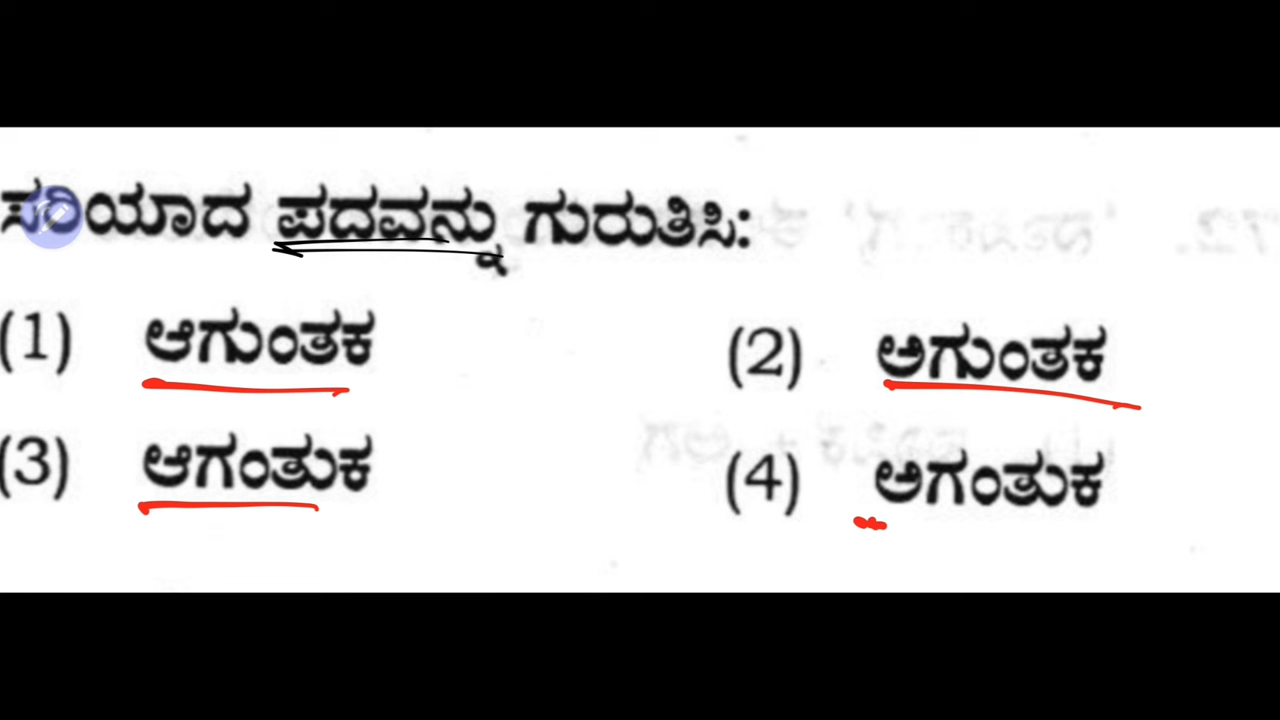 ಸರಿಯಾದ ಪದವನ್ನು ಗುರುತಿಸಿ:
(1) ಆಗುಂತಕ (2) ಅಗುಂತಕ
(3) ಆಗಂತುಕ (4) ಅಗಂತುಕ